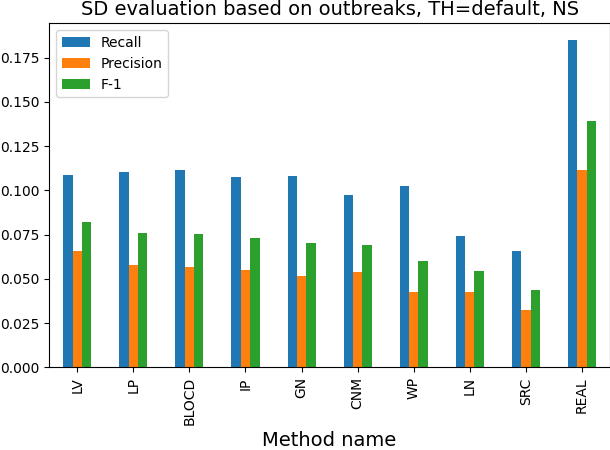 SD evaluation based on outbreaks, TH=default, NS
Recall
Precision
F-1
0.175
0.150
0.125
0.100
0.075
0.050
0.025
0.000
LV
LP
BLOCD
IP
GN
CNM
WP
LN
SRC
REAL
Method name